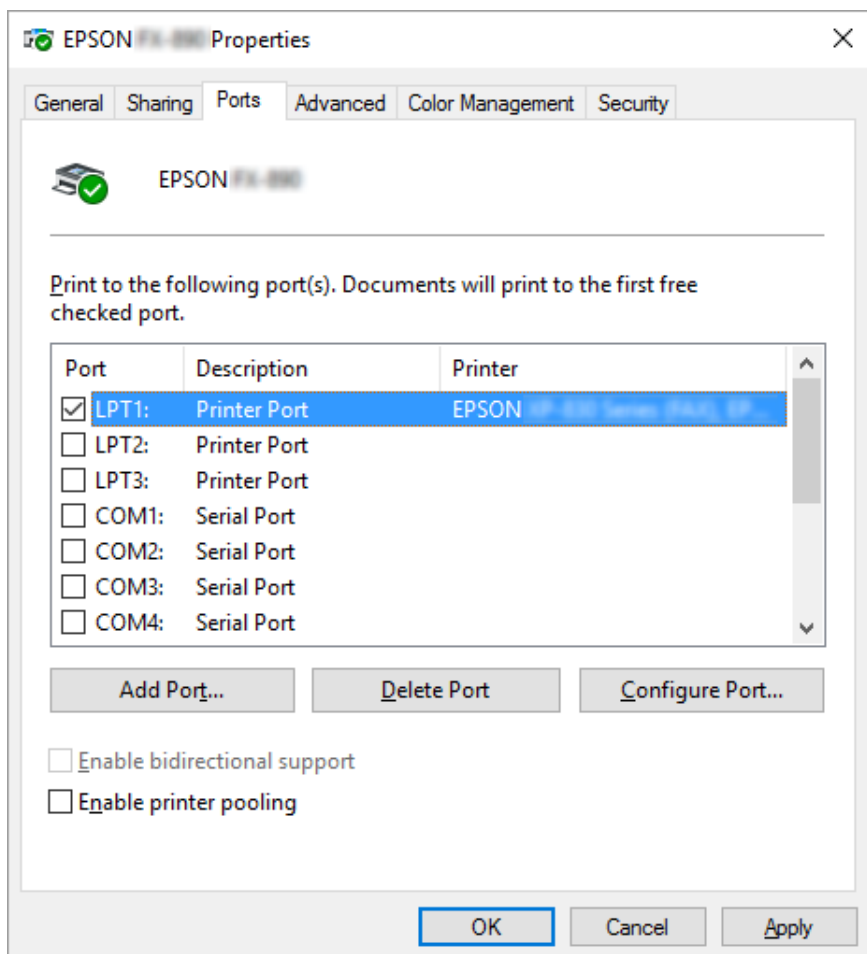 EPSON Properties
General Sharing Ports Advanced Color Management Security
EPSON
Print to the following port(s). Documents will print to the first free
checked port.
Port Description Printer
LPT1: Printer Port EPSON
LPT2: Printer Port
LPT3: Printer Port
COM1: Serial Port
COM2: Serial Port
COM3: Serial Port
COM4: Serial Port
Add Port... Delete Port Configure Port...
Enable bidirectional support
Enable printer pooling
OK Cancel Apply